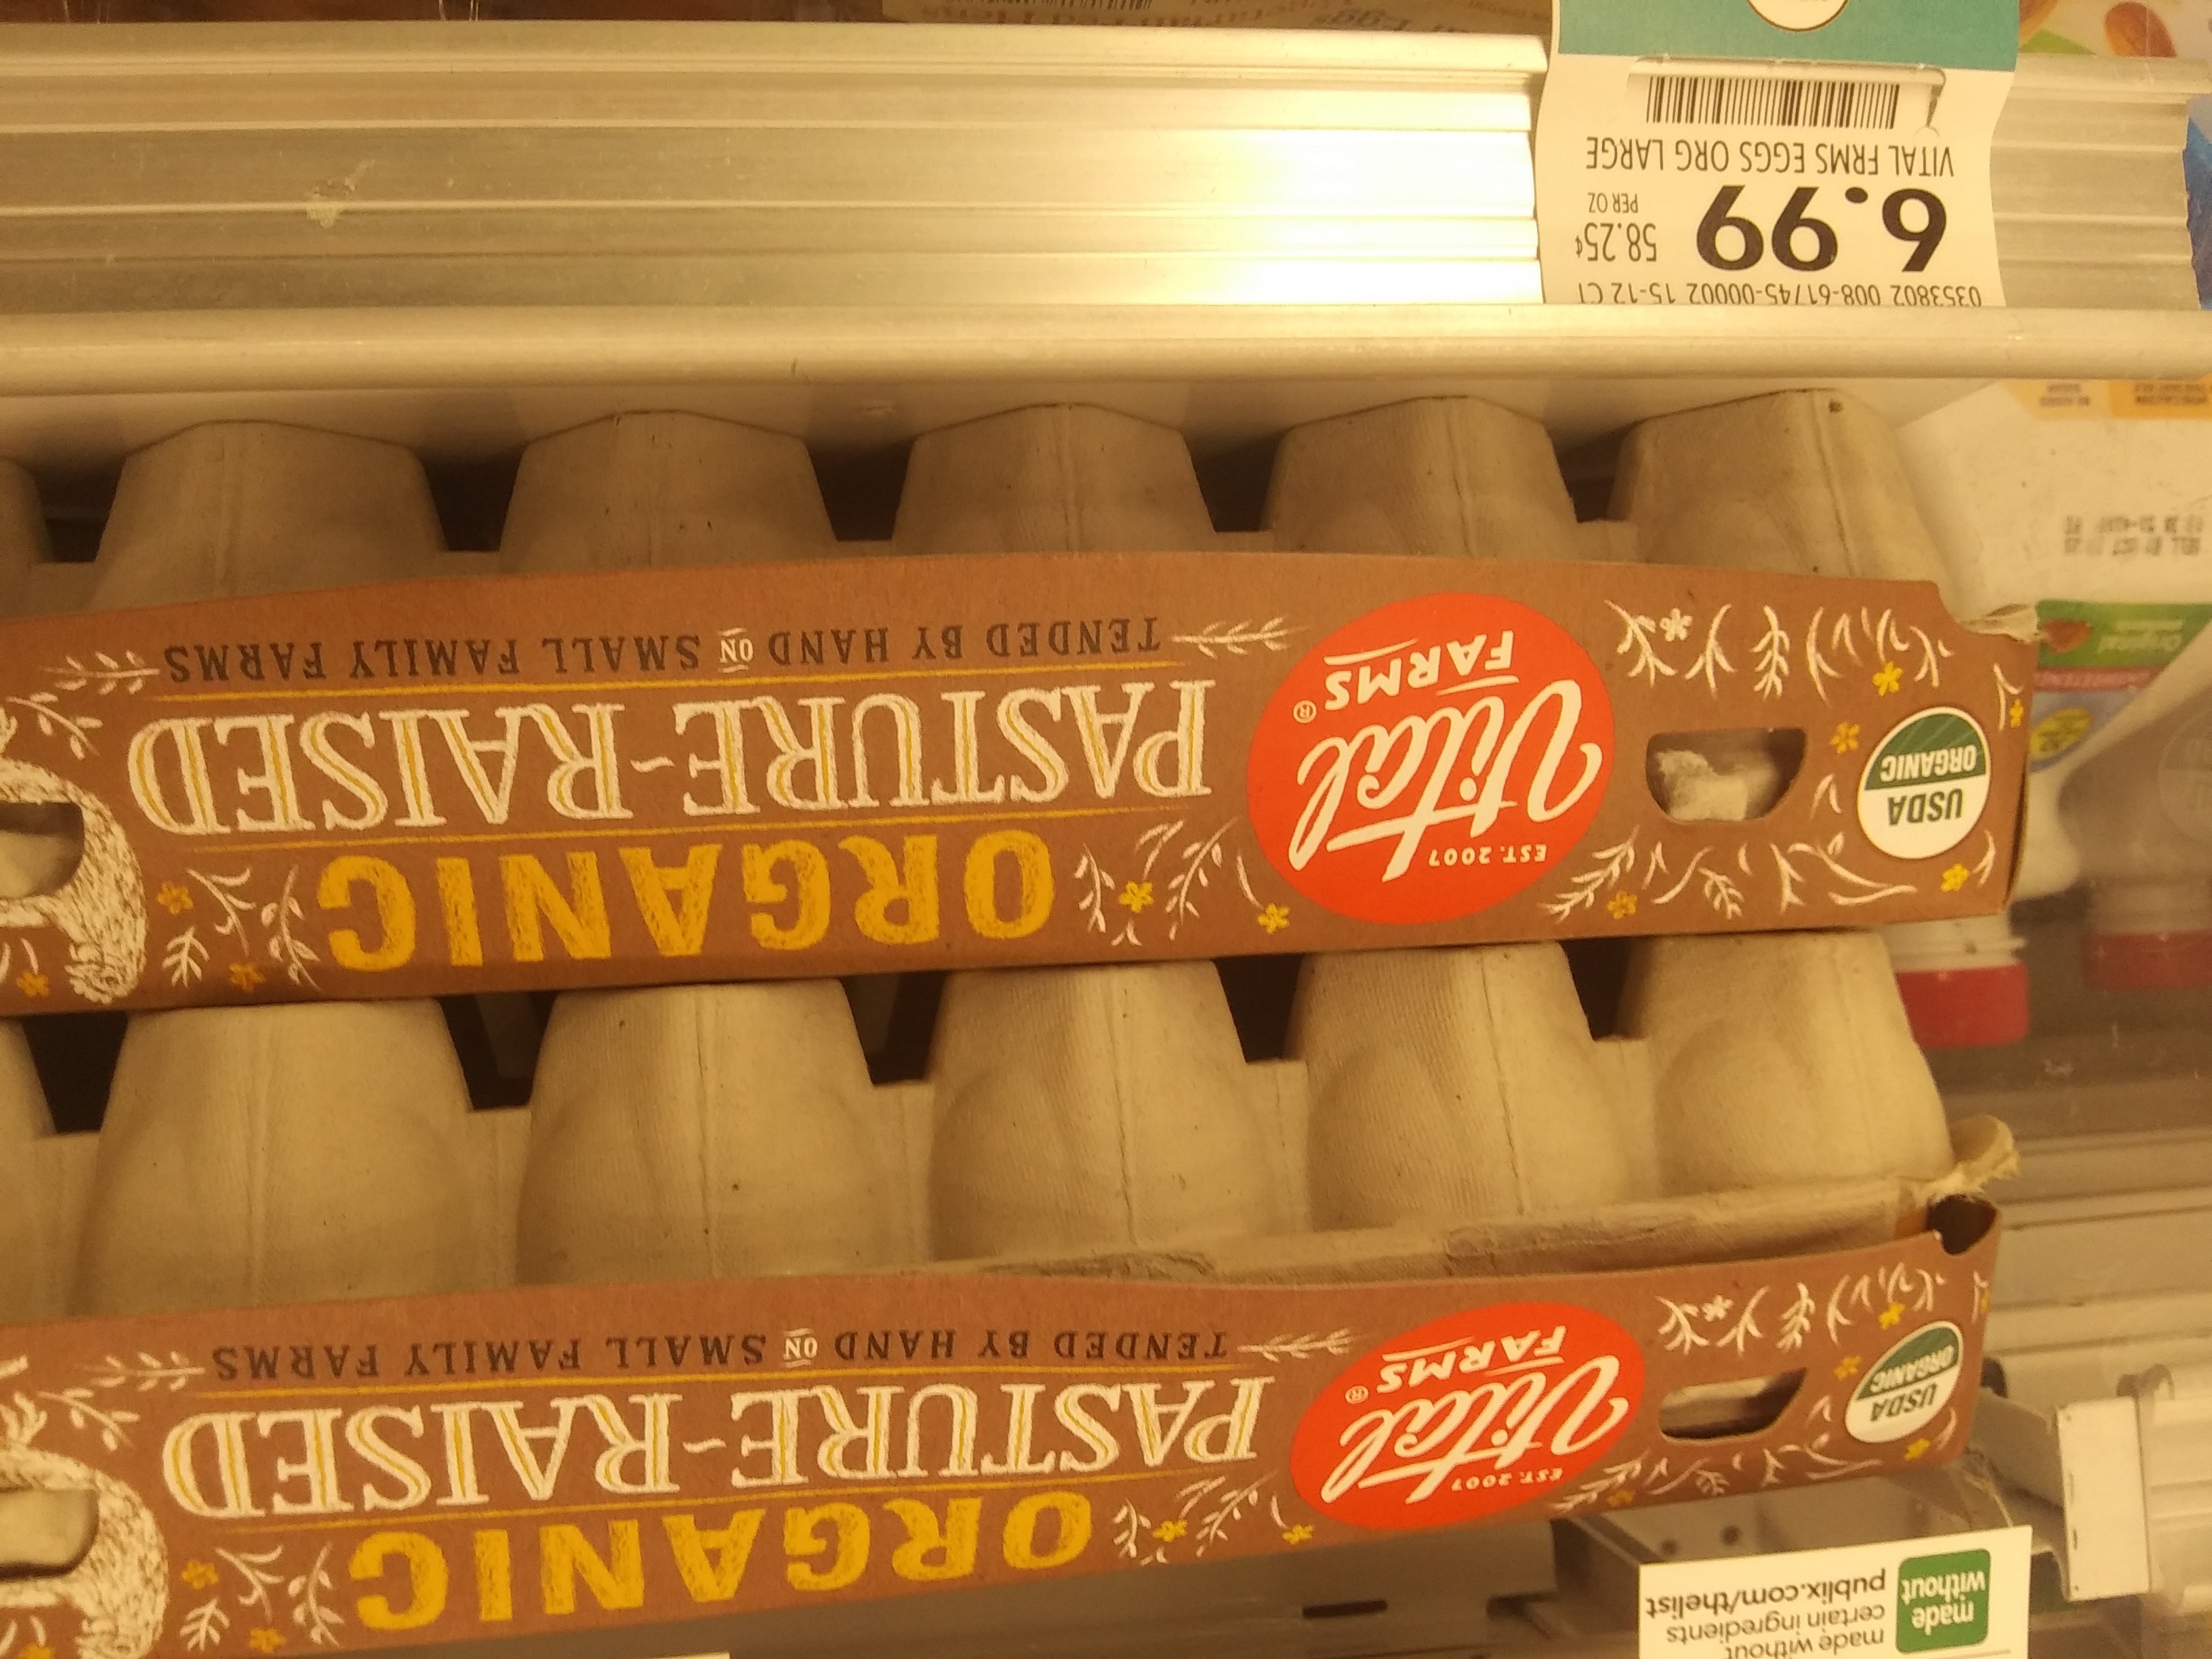 made without
made without
certain ingredients
publix.com/thelist
USDA
ORGANIC
EST. 2007
Vital
FARMS®
ORGANIC
PASTURE-RAISED
TENDED BY HAND ON SMALL FAMILY FARMS
USDA
ORGANIC
EST. 2007
Vital
FARMS®
ORGANIC
PASTURE-RAISED
TENDED BY HAND ON SMALL FAMILY FARMS
0353802 008-61745-00002 15-12 CT
6.99 58.25¢
PER OZ
VITAL FRMS EGGS ORG LARGE